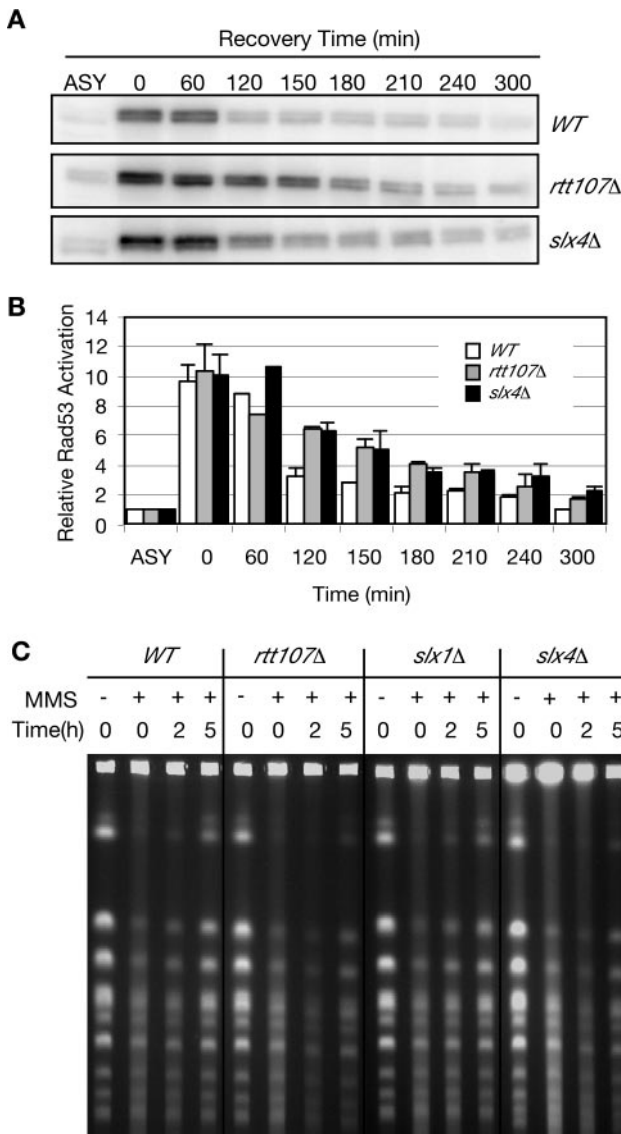 A
Recovery Time (min)
ASY 0 60 120 150 180 210 240 300
WT
rtt107Δ
slx4Δ
B
14
12
10
8
6
4
2
0
Relative Rad53 Activation
WT
rtt107Δ
slx4Δ
ASY 0 60 120 150 180 210 240 300
Time (min)
C
WT rtt107Δ slx1Δ slx4Δ
MMS - + + + - + + + - + + + - + + +
Time(h) 0 0 2 5 0 0 2 5 0 0 2 5 0 0 2 5